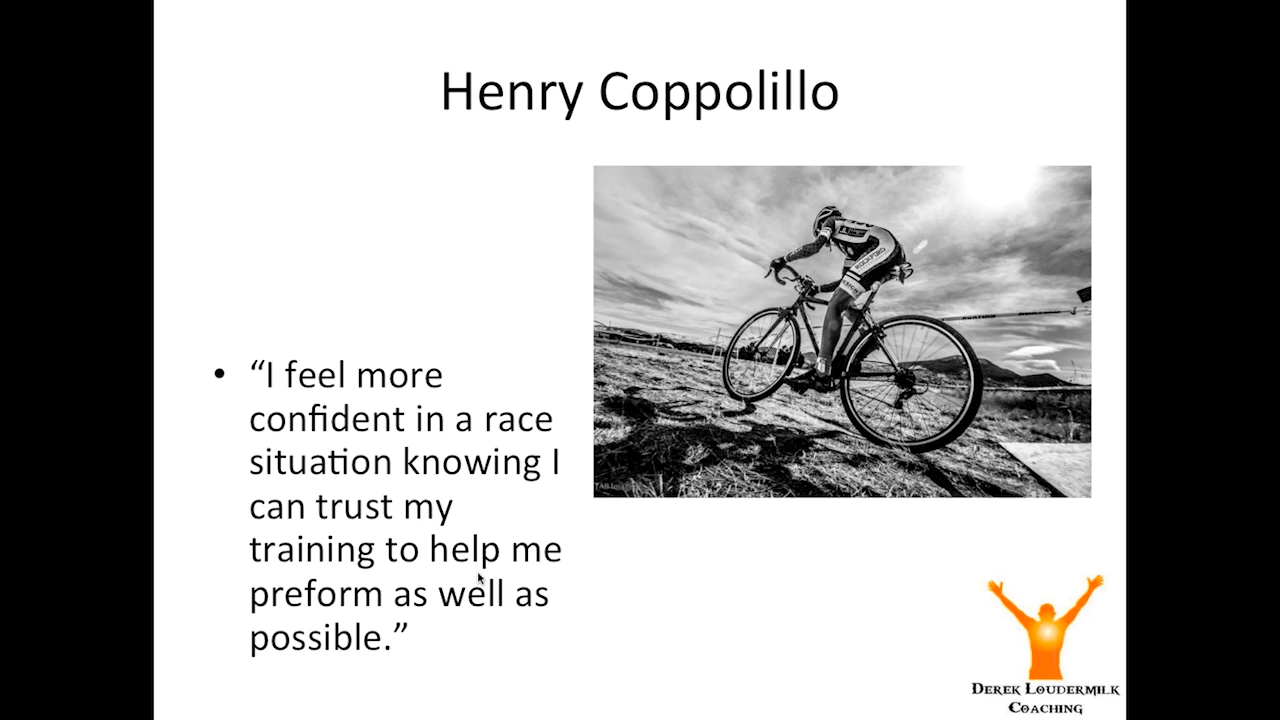 Henry Coppolillo
• “I feel more
confident in a race
situation knowing I
can trust my
training to help me
preform as well as
possible.”
ROCKFORD
DEREK LOUDERMILK
COACHING